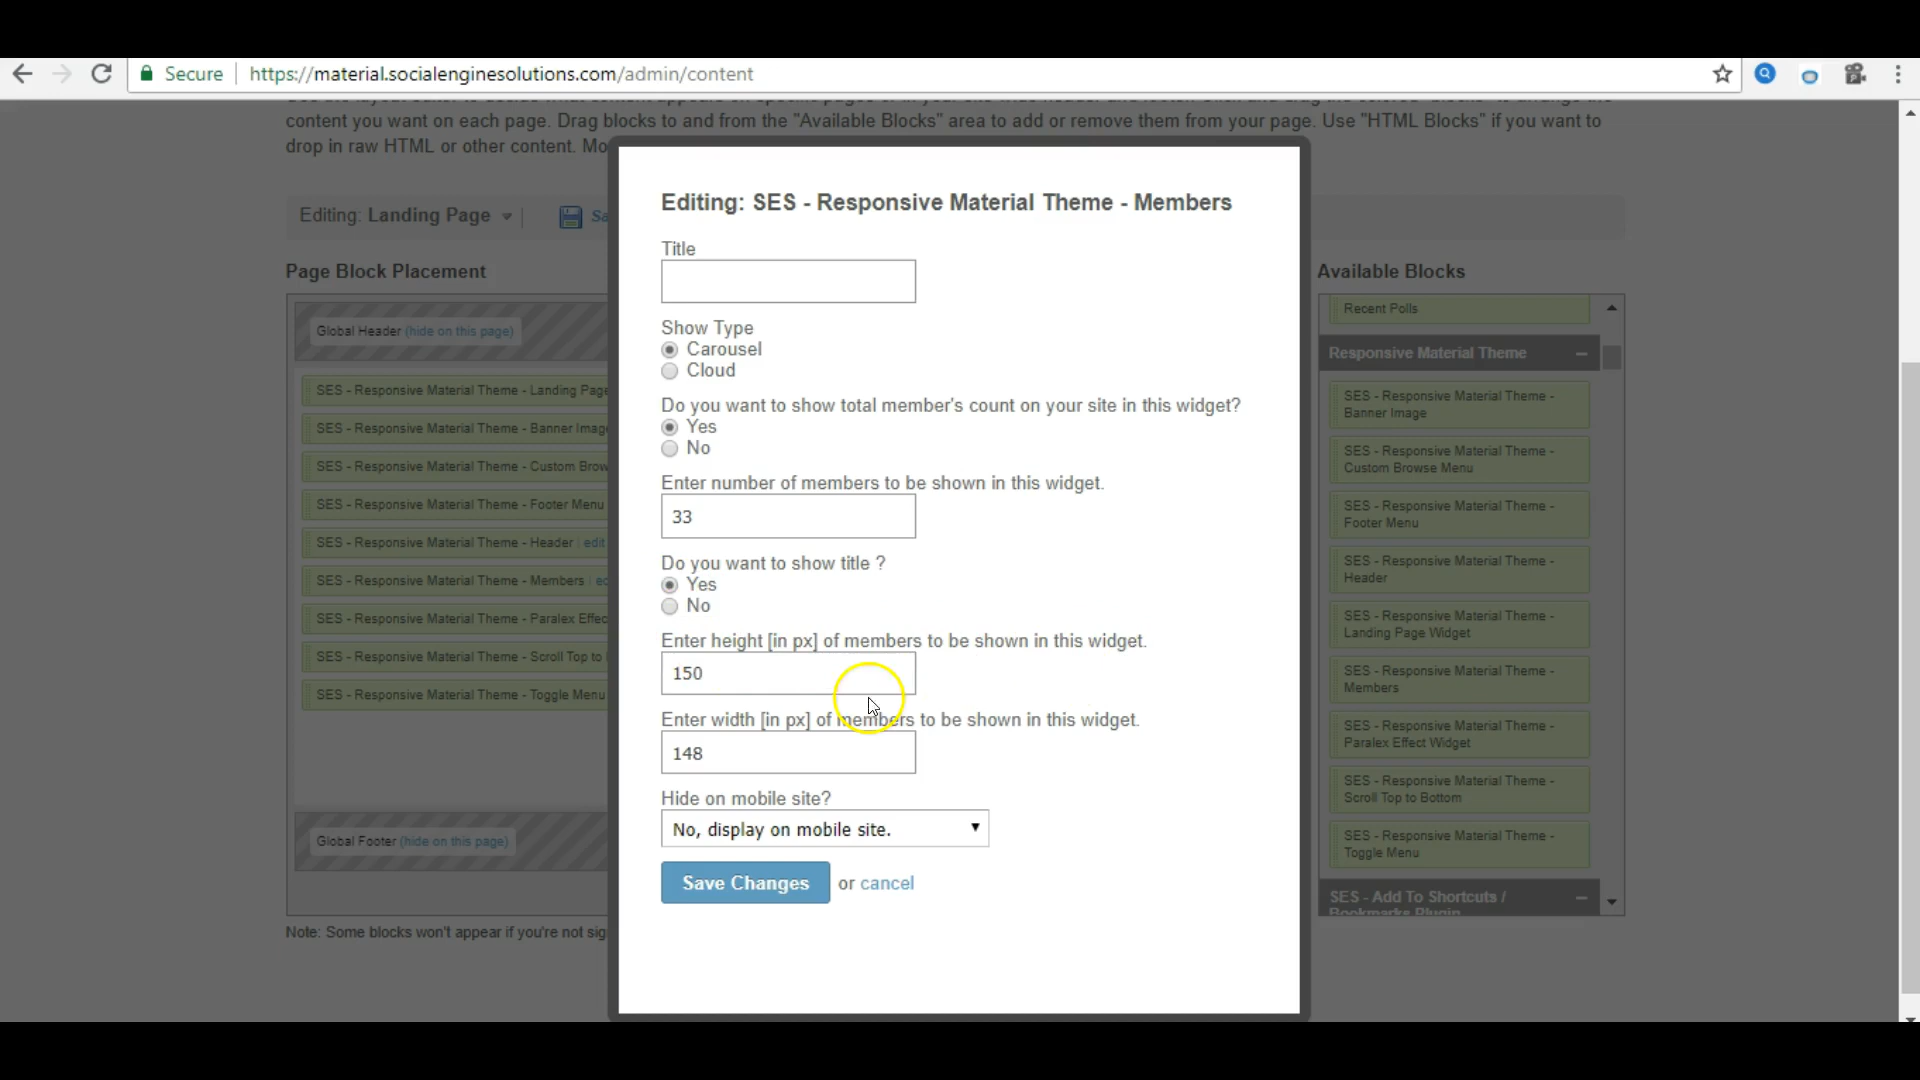 Secure
https://material.socialenginesolutions.com/admin/content
content you want on each page. Drag blocks to and from the "Available Blocks" area to add or remove them from your page. Use "HTML Blocks" if you want to
drop in raw HTML or other content. Mo
Editing: Landing Page
Sa
Page Block Placement
Global Header (hide on this page)
SES - Responsive Material Theme - Landing Page
SES - Responsive Material Theme - Banner Image
SES - Responsive Material Theme - Custom Brow
SES - Responsive Material Theme - Footer Menu
SES - Responsive Material Theme - Header | edit
SES - Responsive Material Theme - Members | ed
SES - Responsive Material Theme - Paralex Effec
SES - Responsive Material Theme - Scroll Top to
SES - Responsive Material Theme - Toggle Menu
Global Footer (hide on this page)
Note: Some blocks won't appear if you're not sig
Editing: SES - Responsive Material Theme - Members
Title
Show Type
Carousel
Cloud
Do you want to show total member's count on your site in this widget?
Yes
No
Enter number of members to be shown in this widget.
33
Do you want to show title ?
Yes
No
Enter height [in px] of members to be shown in this widget.
150
Enter width [in px] of members to be shown in this widget.
148
Hide on mobile site?
No, display on mobile site.
Save Changes or cancel
Available Blocks
Recent Polls
Responsive Material Theme
SES - Responsive Material Theme -
Banner Image
SES - Responsive Material Theme -
Custom Browse Menu
SES - Responsive Material Theme -
Footer Menu
SES - Responsive Material Theme -
Header
SES - Responsive Material Theme -
Landing Page Widget
SES - Responsive Material Theme -
Members
SES - Responsive Material Theme -
Paralex Effect Widget
SES - Responsive Material Theme -
Scroll Top to Bottom
SES - Responsive Material Theme -
Toggle Menu
SES - Add To Shortcuts /
Bookmarks Plugin